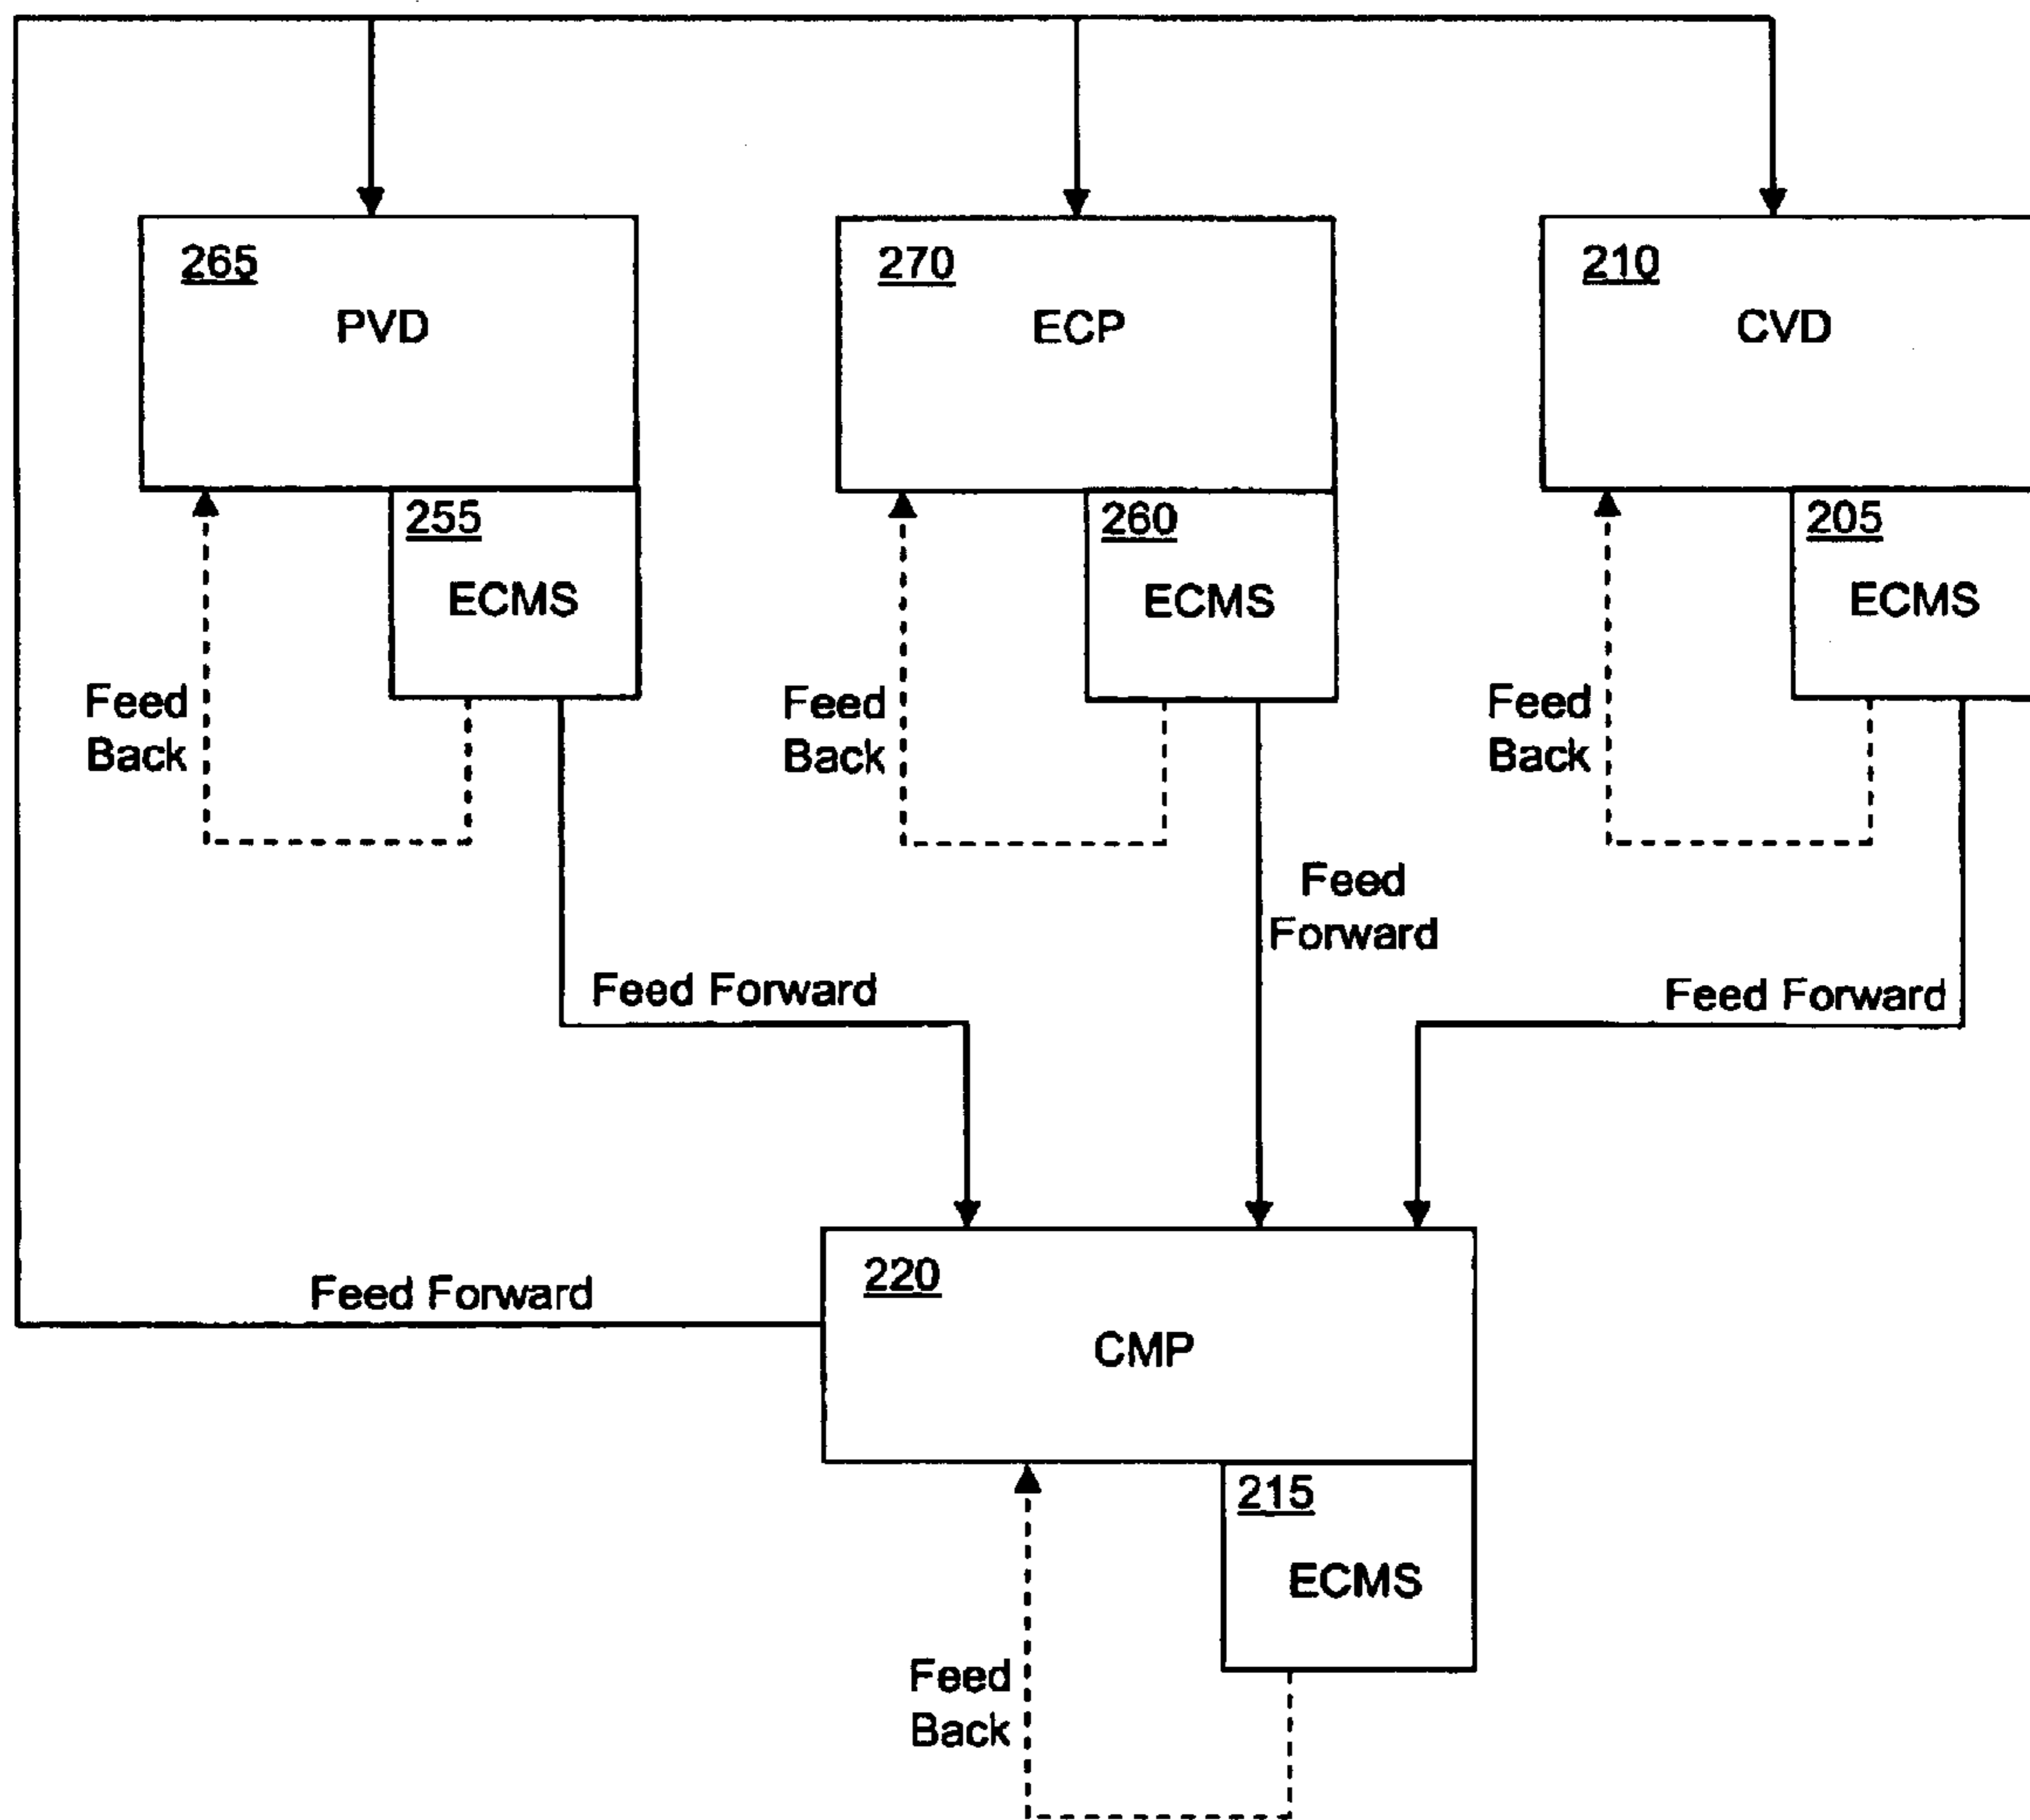 265
PVD
270
ECP
210
CVD
255
ECMS
260
ECMS
205
ECMS
Feed
Back
Feed
Back
Feed
Back
Feed
Forward
Feed Forward
Feed Forward
220
CMP
Feed Forward
215
ECMS
Feed
Back